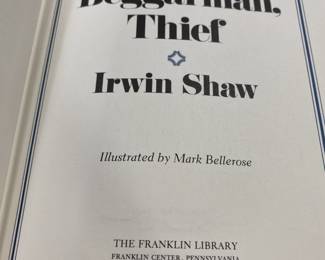 Beggarman,
Thief
Irwin Shaw
Illustrated by Mark Bellerose
THE FRANKLIN LIBRARY
FRANKLIN CENTER, PENNSYLVANIA